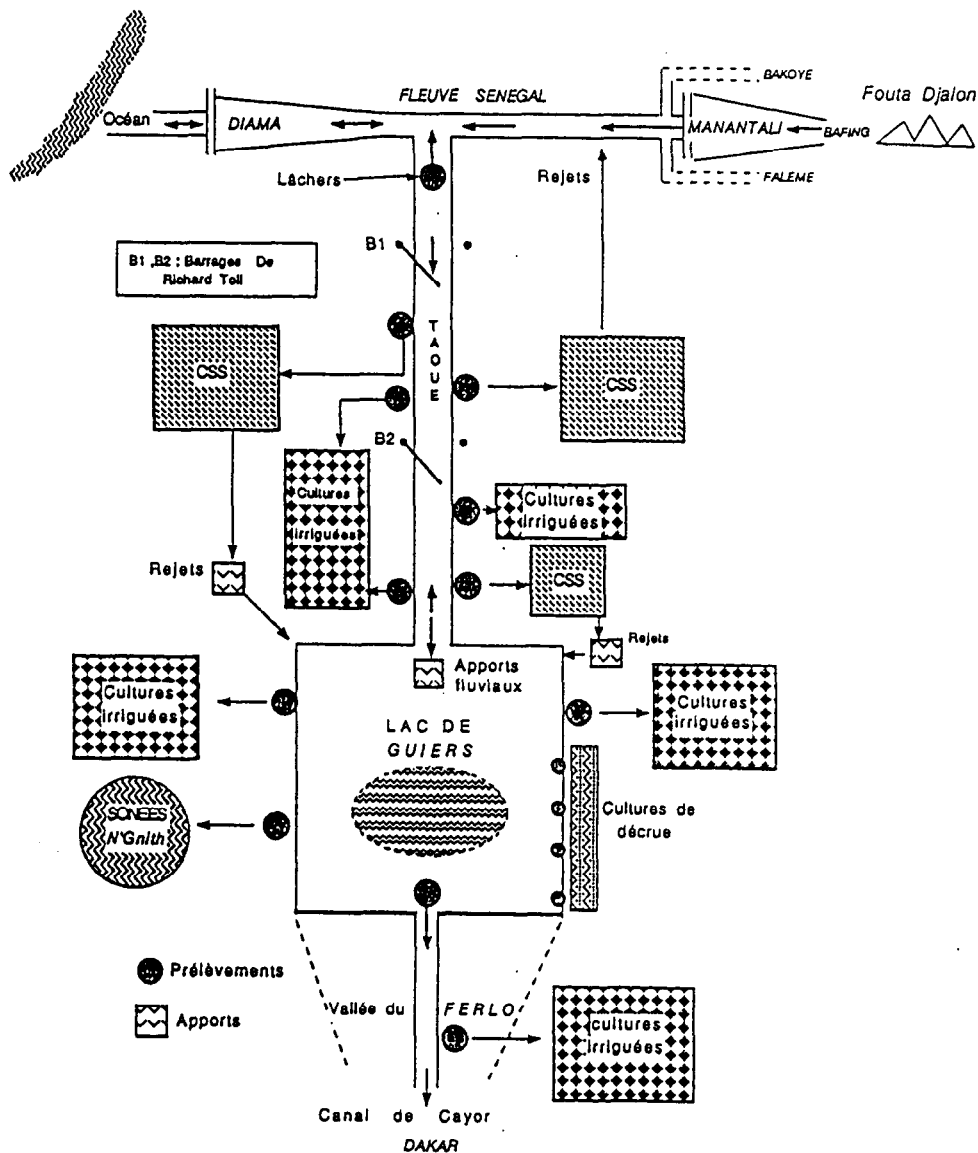 BAKOYE
FLEUVE SENEGAL
Fouta Djalon
Océan
DIAMA
MANANTALI
BAFING
Lâchers
Rejets
FALEME
B1
B1 ,B2 : Barrages De
Richard Toll
TAOUE
CSS
CSS
B2
Cultures
irriguées
Cultures
irriguées
CSS
Rejets
Rejets
Apports
fluviaux
Cultures
irriguées
Cultures
irriguées
LAC DE
GUIERS
SONEES
N'Gnith
Cultures de
décrue
Prélèvements
Apports
Vallée du FERLO
cultures
irriguées
Canal de Cayor
DAKAR